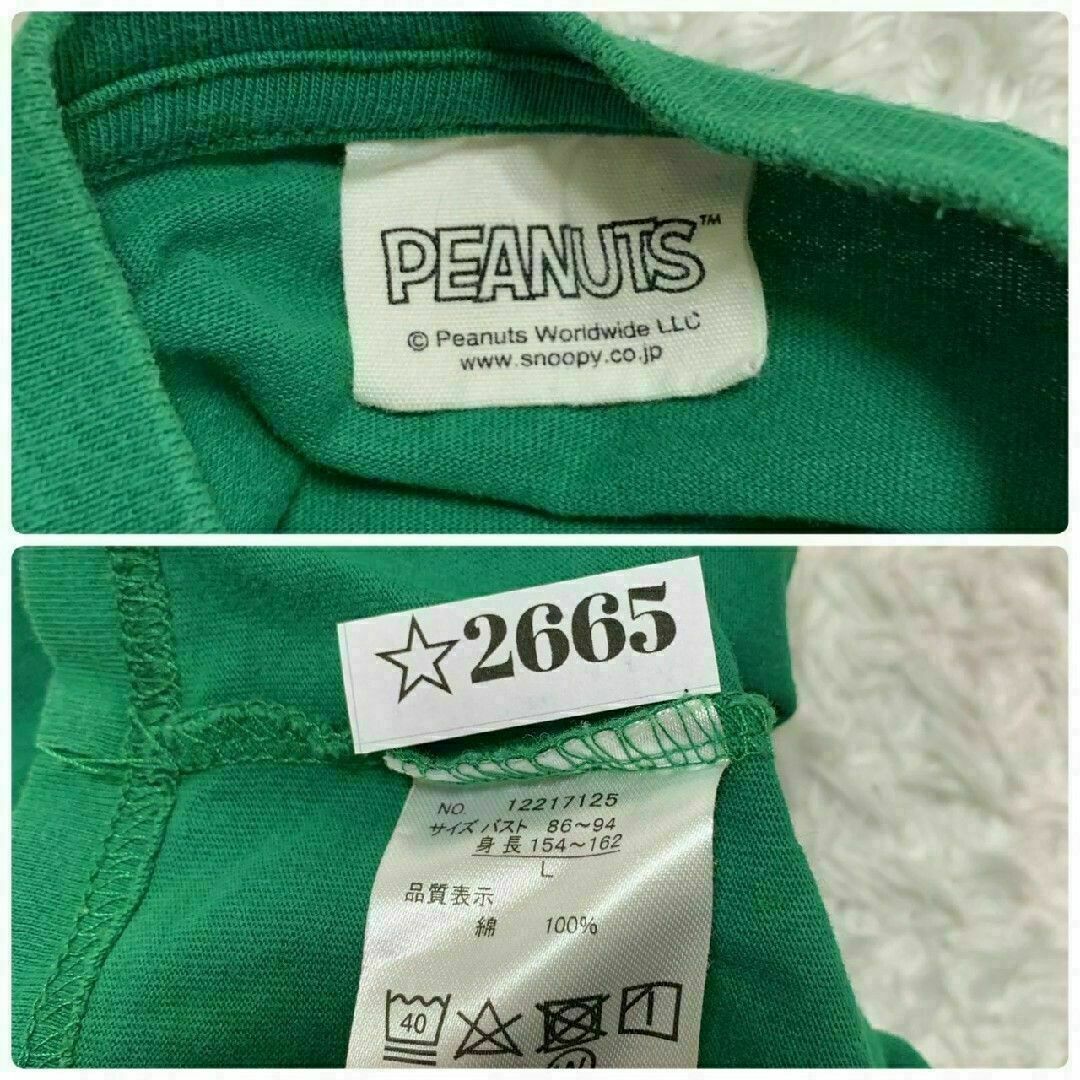 PEANUTS™
© Peanuts Worldwide LLC
www.snoopy.co.jp
☆2665
NO. 12217125
サイズ バスト 86～94
身長 154～162
L
品質表示
綿 100%
40
W